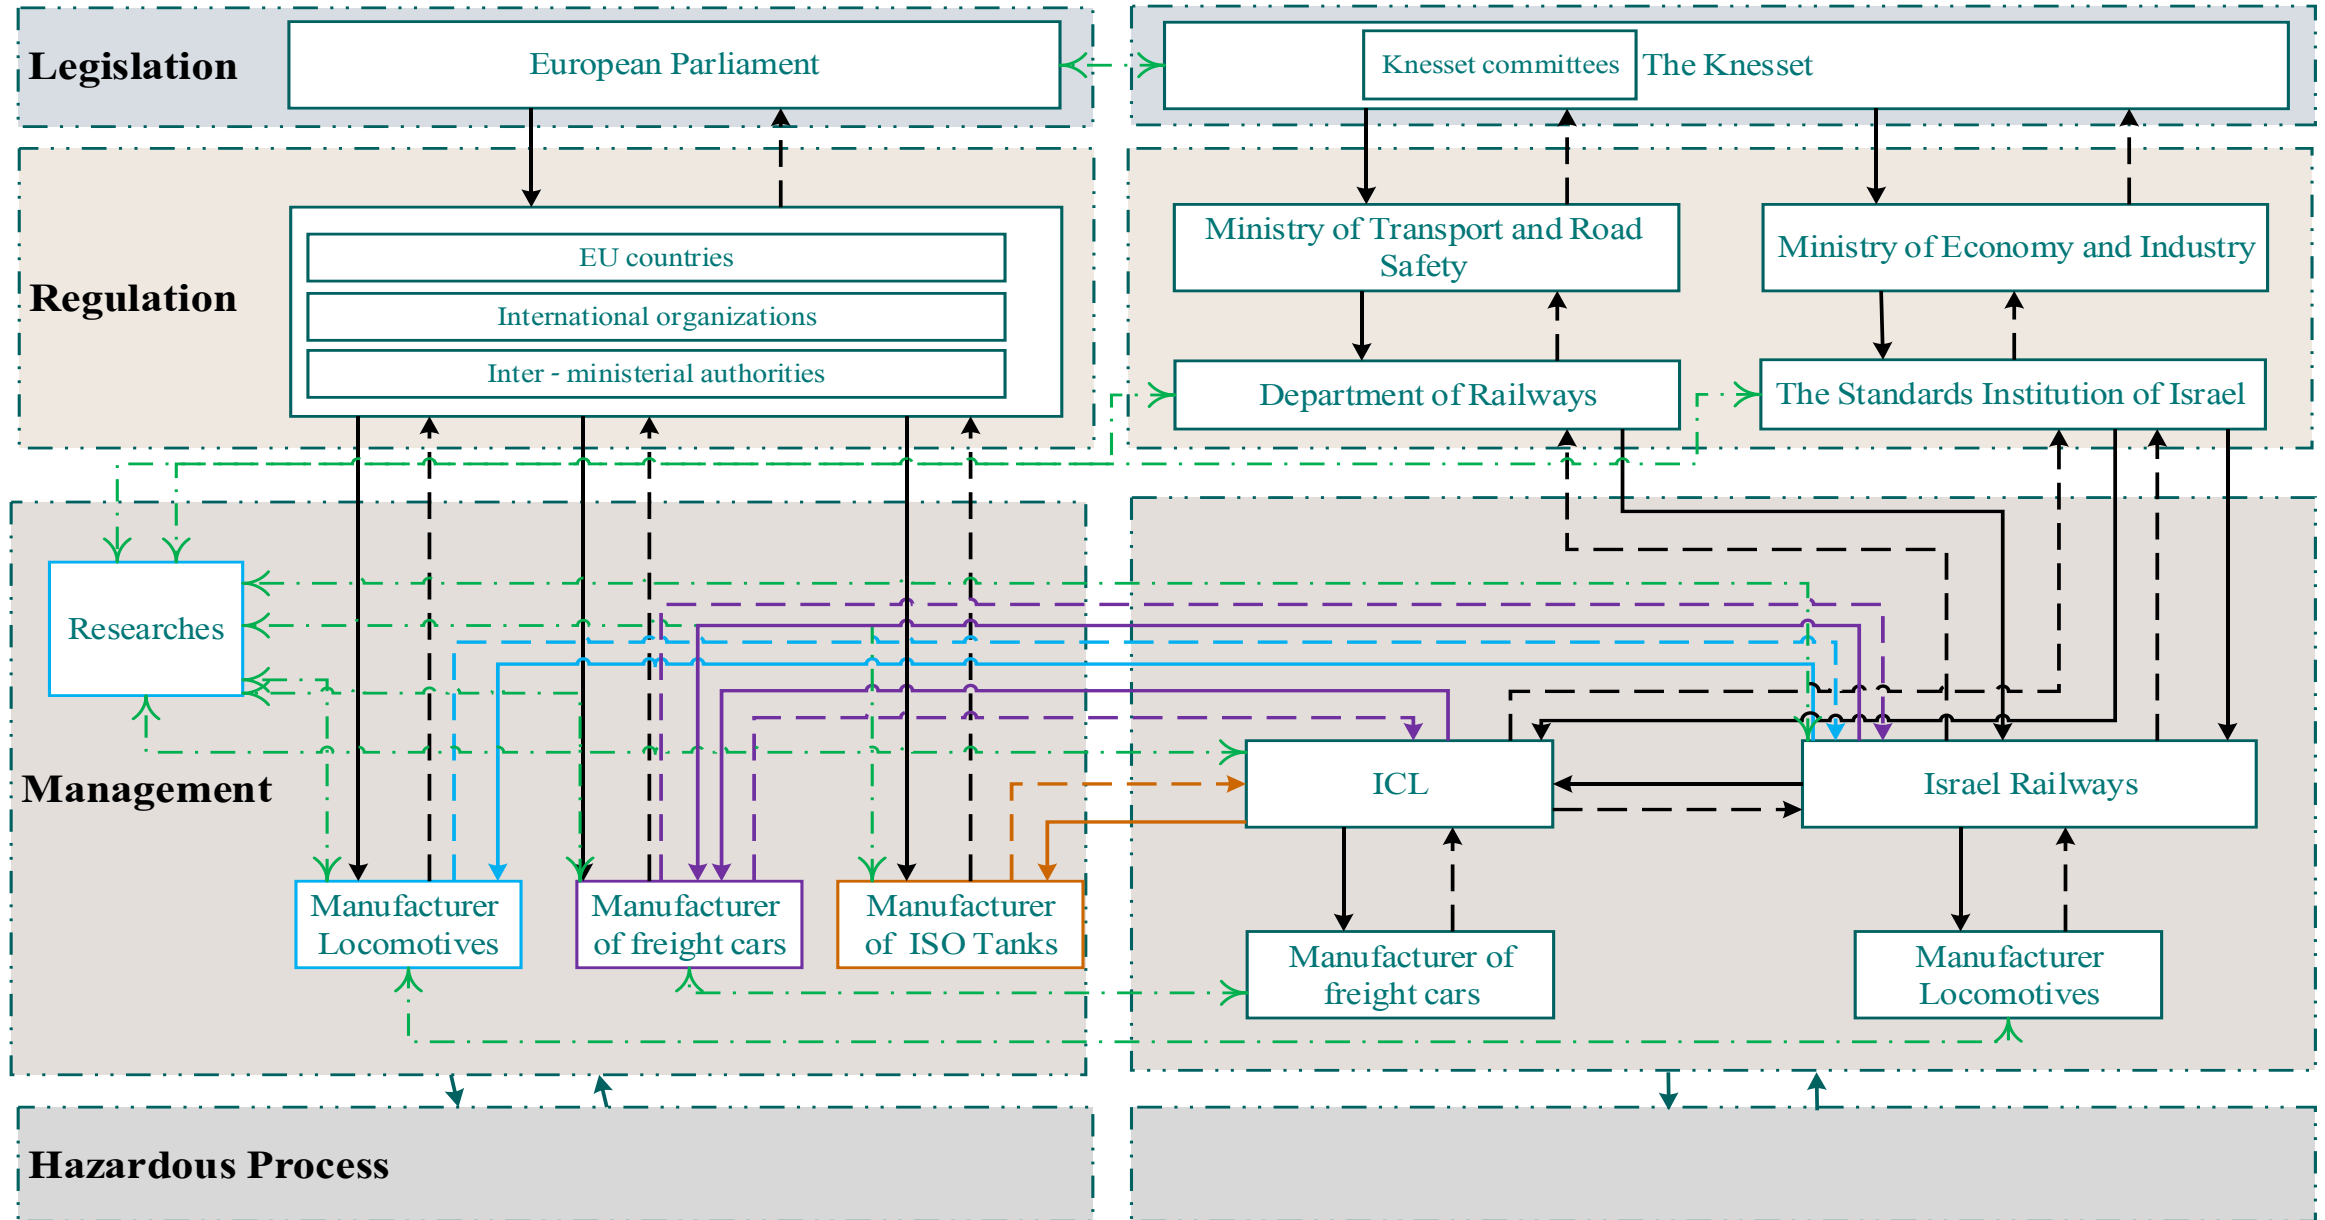 Legislation
European Parliament
Knesset committees
The Knesset
Regulation
EU countries
International organizations
Inter - ministerial authorities
Ministry of Transport and Road
Safety
Ministry of Economy and Industry
Department of Railways
The Standards Institution of Israel
Management
Researches
ICL
Israel Railways
Manufacturer
Locomotives
Manufacturer
of freight cars
Manufacturer
of ISO Tanks
Manufacturer of
freight cars
Manufacturer
Locomotives
Hazardous Process